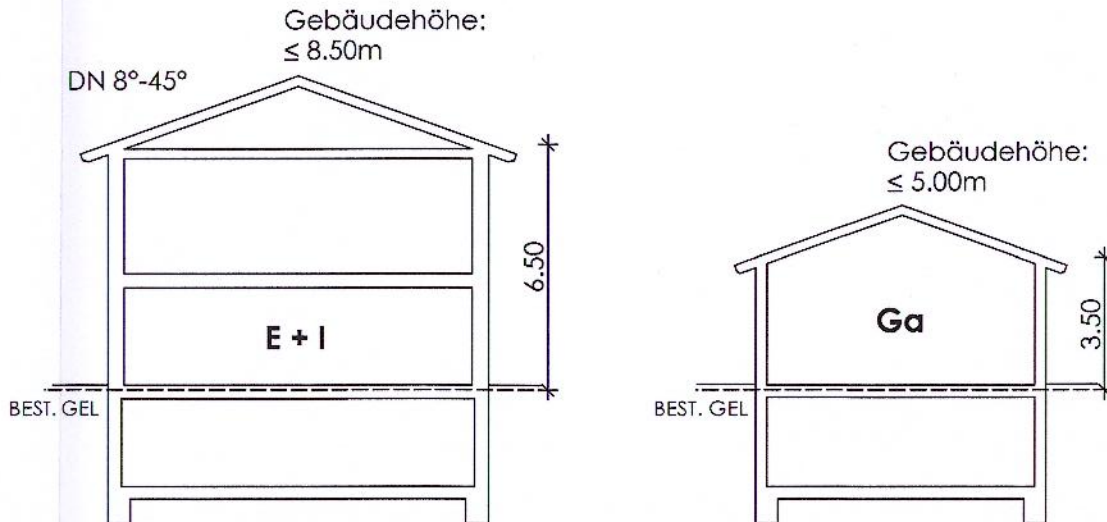 Gebäudehöhe:
≤ 8.50m
DN 8°-45°
6.50
E + I
BEST. GEL
Gebäudehöhe:
≤ 5.00m
3.50
Ga
BEST. GEL